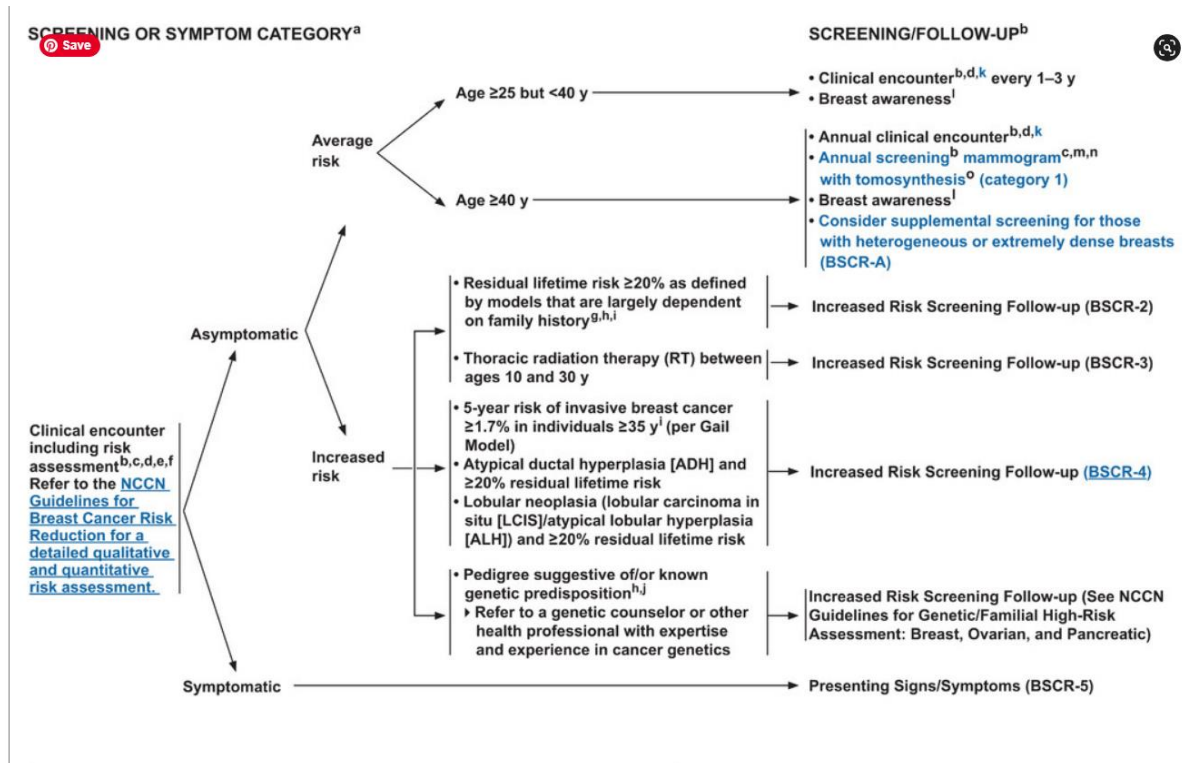 SCREENING OR SYMPTOM CATEGORYa
Save
SCREENING/FOLLOW-UPb
Age ≥25 but <40 y
• Clinical encounterb,d,k every 1–3 y
• Breast awarenessl
Average
risk
Age ≥40 y
• Annual clinical encounterb,d,k
• Annual screeningb mammogramc,m,n
with tomosynthesiso (category 1)
• Breast awarenessl
• Consider supplemental screening for those
with heterogeneous or extremely dense breasts
(BSCR-A)
Asymptomatic
• Residual lifetime risk ≥20% as defined
by models that are largely dependent
on family historyg,h,i
Increased Risk Screening Follow-up (BSCR-2)
• Thoracic radiation therapy (RT) between
ages 10 and 30 y
Increased Risk Screening Follow-up (BSCR-3)
Increased
risk
• 5-year risk of invasive breast cancer
≥1.7% in individuals ≥35 yi (per Gail
Model)
• Atypical ductal hyperplasia [ADH] and
≥20% residual lifetime risk
• Lobular neoplasia (lobular carcinoma in
situ [LCIS]/atypical lobular hyperplasia
[ALH]) and ≥20% residual lifetime risk
Increased Risk Screening Follow-up (BSCR-4)
Clinical encounter
including risk
assessmentb,c,d,e,f
Refer to the NCCN
Guidelines for
Breast Cancer Risk
Reduction for a
detailed qualitative
and quantitative
risk assessment.
• Pedigree suggestive of/or known
genetic predispositionh,j
‣ Refer to a genetic counselor or other
health professional with expertise
and experience in cancer genetics
Increased Risk Screening Follow-up (See NCCN
Guidelines for Genetic/Familial High-Risk
Assessment: Breast, Ovarian, and Pancreatic)
Symptomatic
Presenting Signs/Symptoms (BSCR-5)